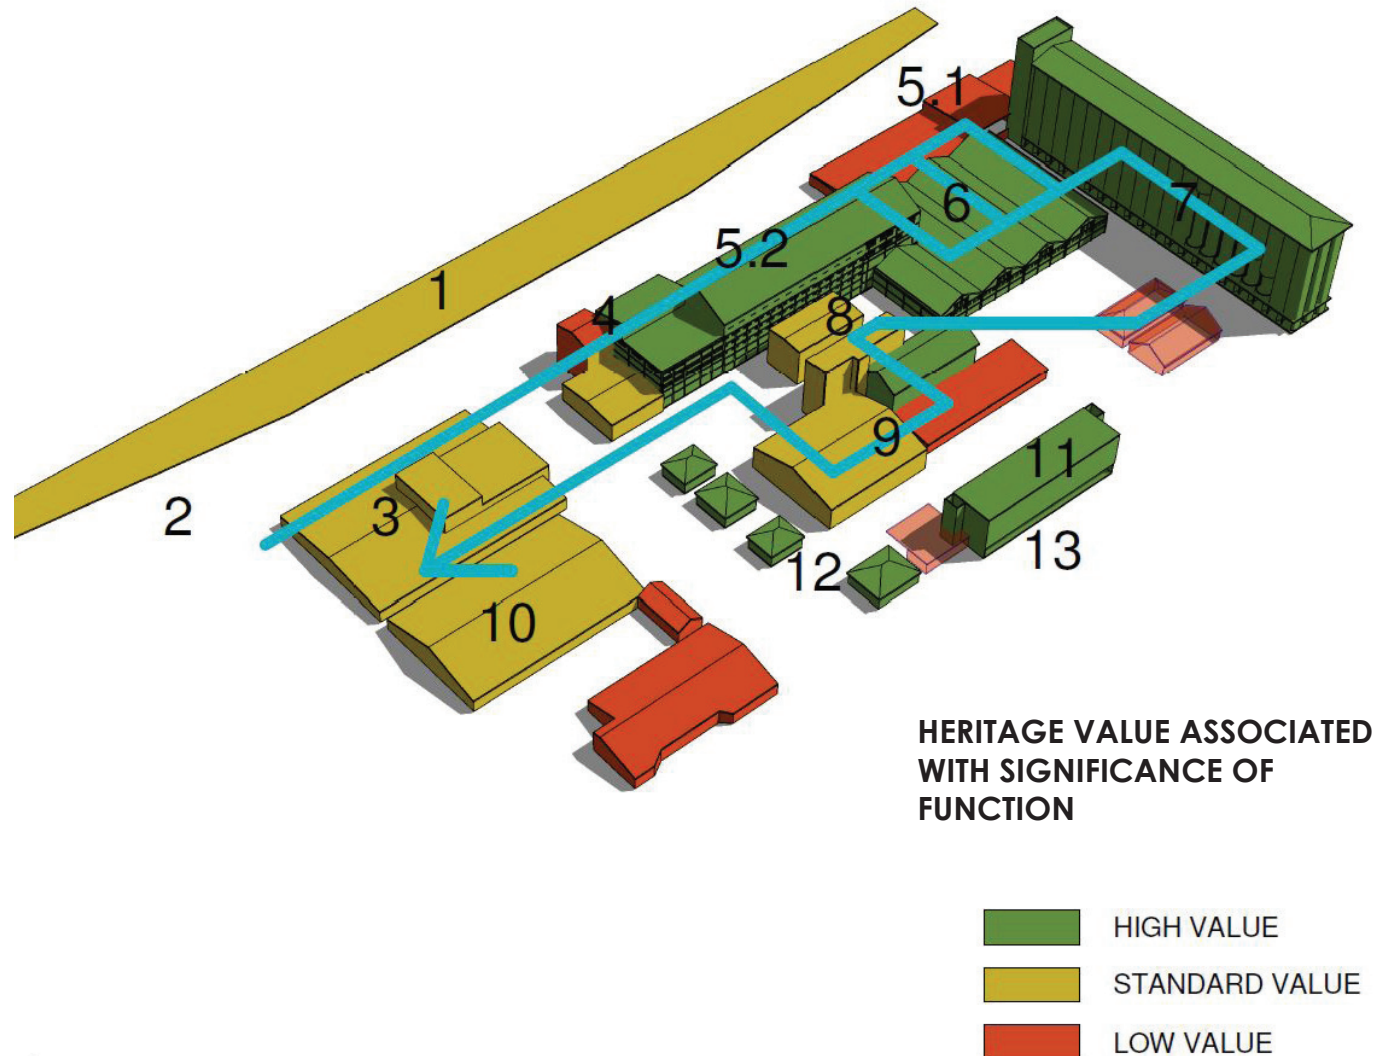 5.1
6
7
5.2
1
4
8
9
11
2
3
13
12
10
HERITAGE VALUE ASSOCIATED
WITH SIGNIFICANCE OF
FUNCTION
HIGH VALUE
STANDARD VALUE
LOW VALUE